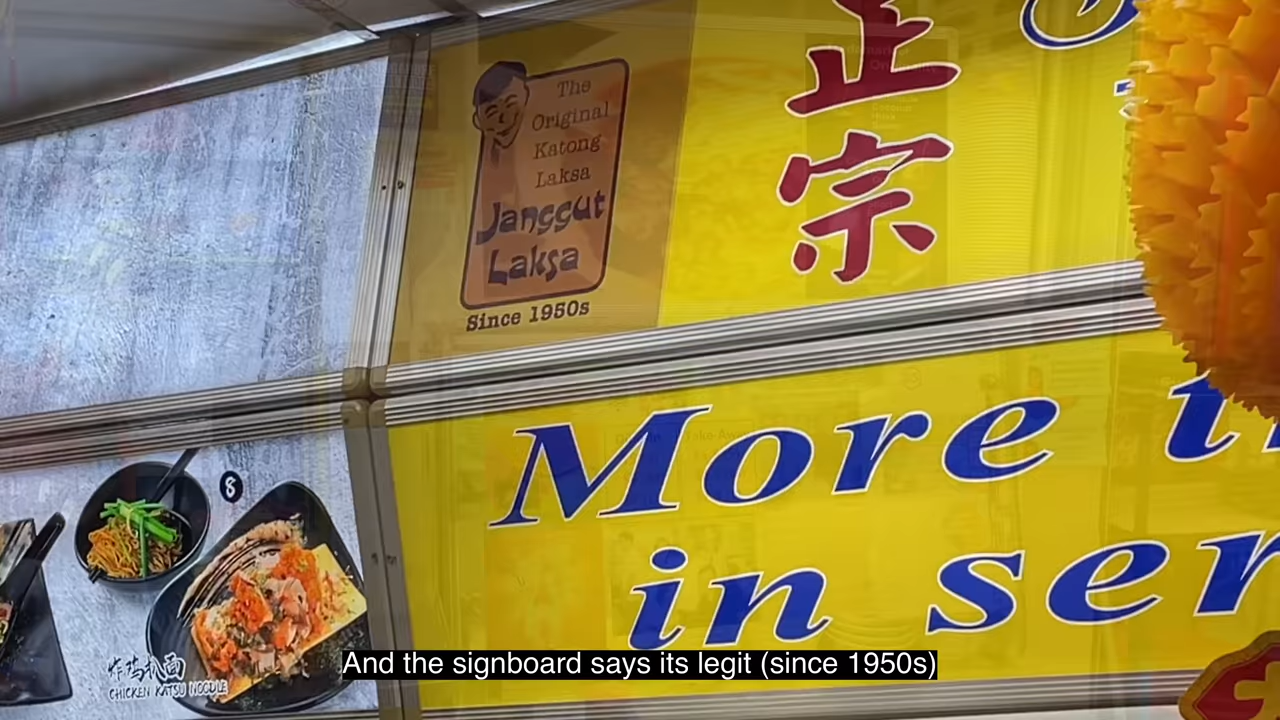 The
Original
Katong
Laksa
Janggut
Laksa
Since 1950s
正
宗
More
in ser
8
炸鸡扒面
CHICKEN KATSU NOODLE
And the signboard says its legit (since 1950s)